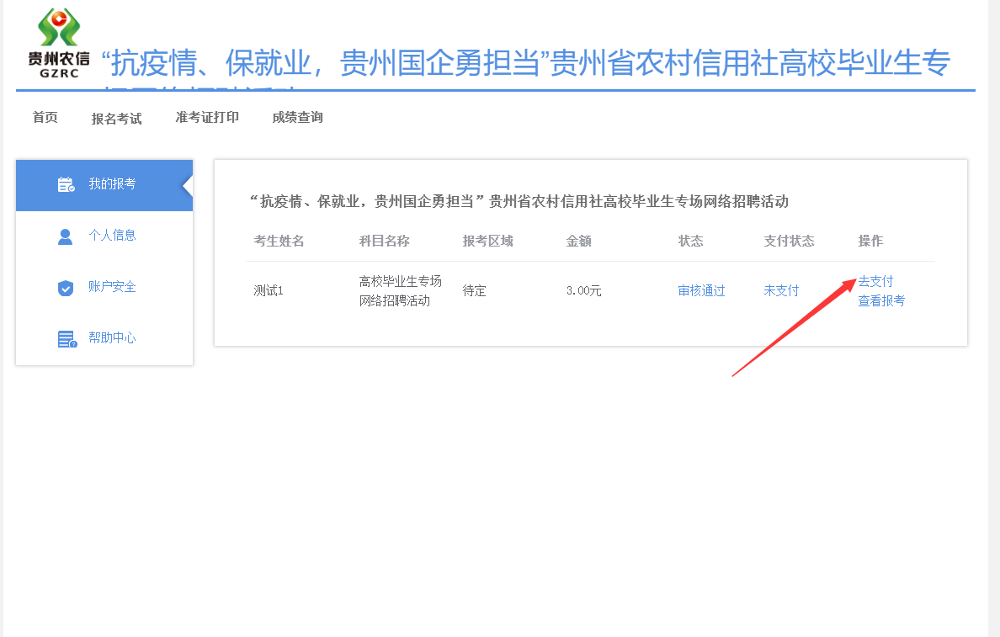 贵州农信
GZRC
“抗疫情、保就业，贵州国企勇担当”贵州省农村信用社高校毕业生专
首页 报名考试 准考证打印 成绩查询
我的报考
个人信息
账户安全
帮助中心
“抗疫情、保就业，贵州国企勇担当”贵州省农村信用社高校毕业生专场网络招聘活动
考生姓名 科目名称 报考区域 金额 状态 支付状态 操作
测试1 高校毕业生专场 待定 3.00元 审核通过 未支付 去支付
网络招聘活动 查看报考